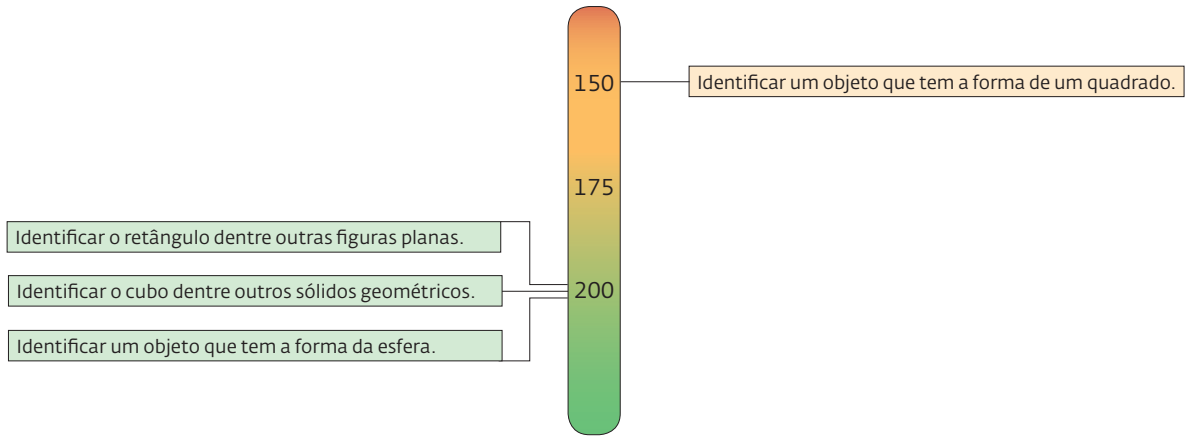 150
Identificar um objeto que tem a forma de um quadrado.
175
Identificar o retângulo dentre outras figuras planas.
Identificar o cubo dentre outros sólidos geométricos.
200
Identificar um objeto que tem a forma da esfera.